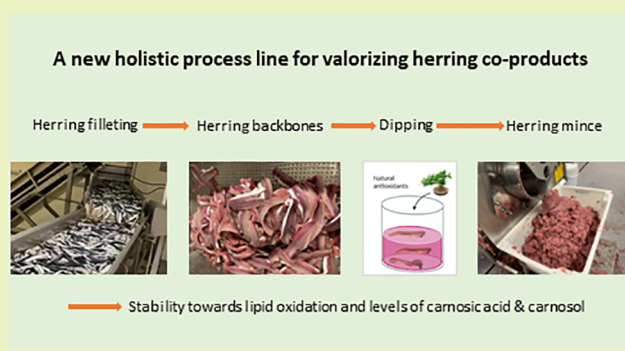 A new holistic process line for valorizing herring co-products
Herring filleting
Herring backbones
Dipping
Herring mince
Natural
antioxidants
Stability towards lipid oxidation and levels of carnosic acid & carnosol